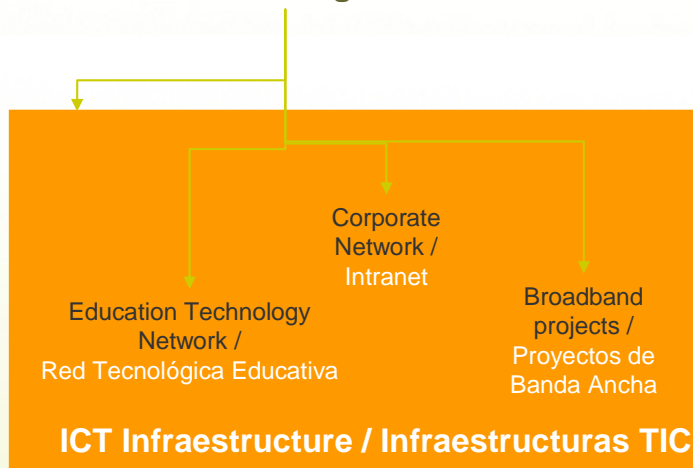 Corporate
Network /
Intranet
Education Technology
Network /
Red Tecnológica Educativa
Broadband
projects /
Proyectos de
Banda Ancha
ICT Infraestructure / Infraestructuras TIC